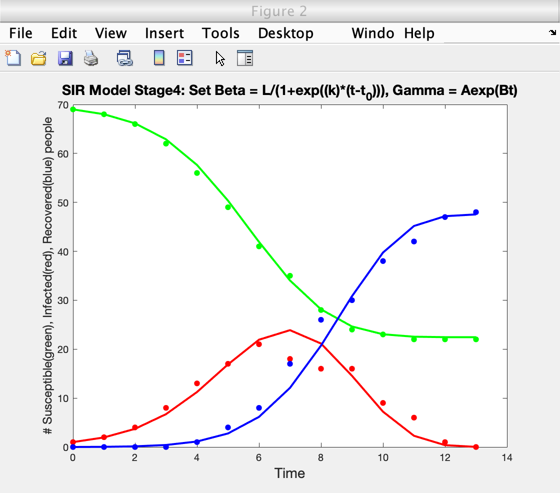 Figure 2
File Edit View Insert Tools Desktop Windo Help
SIR Model Stage4: Set Beta = L/(1+exp((k)*(t-t0))), Gamma = Aexp(Bt)
# Susceptible(green), Infected(red), Recovered(blue) people
70
60
50
40
30
20
10
0
0 2 4 6 8 10 12 14
Time